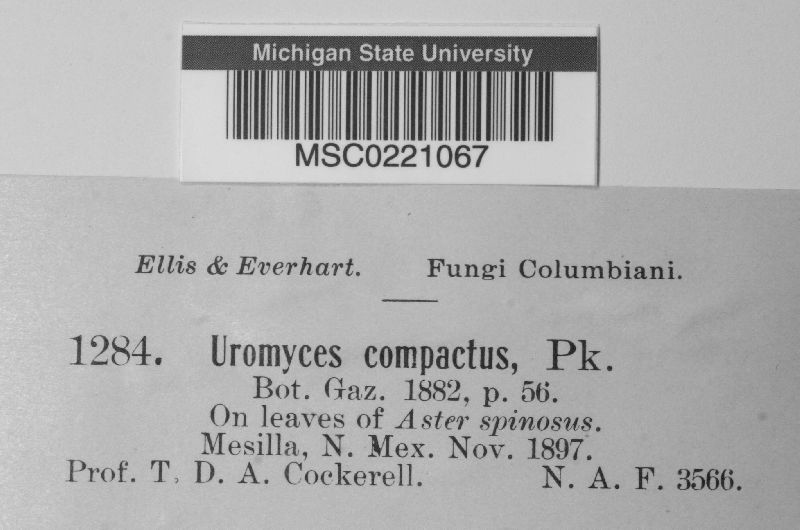 Michigan State University
MSC0221067
Ellis & Everhart. Fungi Columbiani.
1284. Uromyces compactus, Pk.
Bot. Gaz. 1882, p. 56.
On leaves of Aster spinosus.
Mesilla, N. Mex. Nov. 1897.
Prof. T. D. A. Cockerell. N. A. F. 3566.